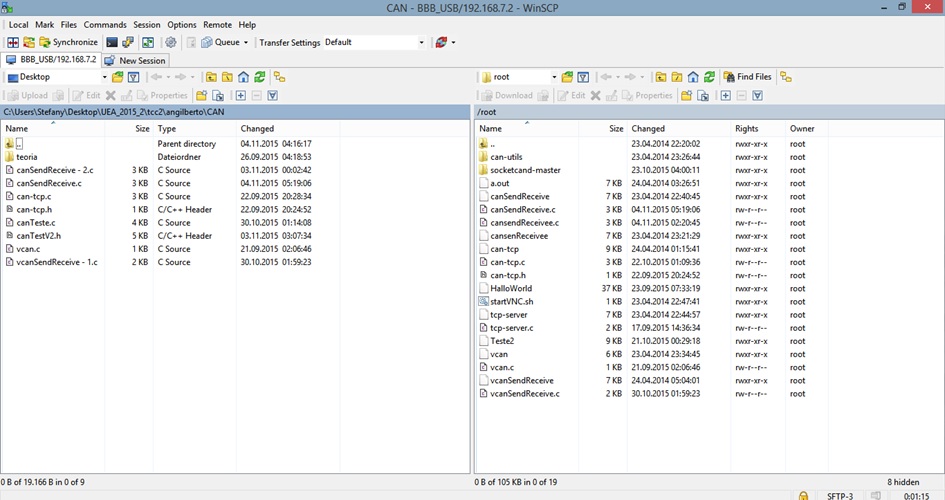 CAN - BBB_USB/192.168.7.2 - WinSCP
Local Mark Files Commands Session Options Remote Help
Synchronize Queue Transfer Settings Default
BBB_USB/192.168.7.2 New Session
Desktop
Upload Edit Properties
C:\Users\Stefany\Desktop\UEA_2015_2\tcc2\angilberto\CAN
Name Size Type Changed
.. Parent directory 04.11.2015 04:16:17
teoria Dateiordner 26.09.2015 04:18:53
canSendReceive - 2.c 3 KB C Source 03.11.2015 00:02:42
canSendReceive.c 3 KB C Source 04.11.2015 05:19:06
can-tcp.c 3 KB C Source 22.09.2015 20:28:34
can-tcp.h 1 KB C/C++ Header 22.09.2015 20:24:52
canTeste.c 4 KB C Source 30.10.2015 01:14:08
canTestV2.h 5 KB C/C++ Header 03.11.2015 03:07:34
vcan.c 1 KB C Source 21.09.2015 02:06:46
vcanSendReceive - 1.c 2 KB C Source 30.10.2015 01:59:23
0 B of 19.166 B in 0 of 9
root Find Files
Download Edit Properties
/root
Name Size Changed Rights Owner
.. 23.04.2014 22:20:02 rwxr-xr-x root
can-utils 23.04.2014 23:26:44 rwxr-xr-x root
socketcand-master 23.10.2015 04:00:11 rwxr-xr-x root
a.out 7 KB 24.04.2014 03:26:51 rwxr-xr-x root
canSendReceive 7 KB 23.04.2014 22:40:45 rwxr-xr-x root
canSendReceive.c 3 KB 04.11.2015 05:19:06 rw-r--r-- root
cansendReceivee.c 3 KB 04.11.2015 02:20:45 rw-r--r-- root
cansenReceivee 7 KB 23.04.2014 23:21:29 rwxr-xr-x root
can-tcp 9 KB 24.04.2014 01:15:41 rwxr-xr-x root
can-tcp.c 3 KB 22.10.2015 01:09:36 rw-r--r-- root
can-tcp.h 1 KB 22.09.2015 20:24:52 rw-r--r-- root
HalloWorld 37 KB 23.09.2015 07:33:19 rwxr-xr-x root
startVNC.sh 1 KB 23.04.2014 22:47:41 rwxr-xr-x root
tcp-server 7 KB 23.04.2014 22:44:57 rwxr-xr-x root
tcp-server.c 2 KB 17.09.2015 14:36:34 rw-r--r-- root
Teste2 9 KB 21.10.2015 00:29:18 rwxr-xr-x root
vcan 6 KB 23.04.2014 23:34:45 rwxr-xr-x root
vcan.c 1 KB 21.09.2015 02:06:46 rw-r--r-- root
vcanSendReceive 7 KB 24.04.2014 05:04:01 rwxr-xr-x root
vcanSendReceive.c 2 KB 30.10.2015 01:59:23 rw-r--r-- root
0 B of 105 KB in 0 of 19 8 hidden
SFTP-3 0:01:15